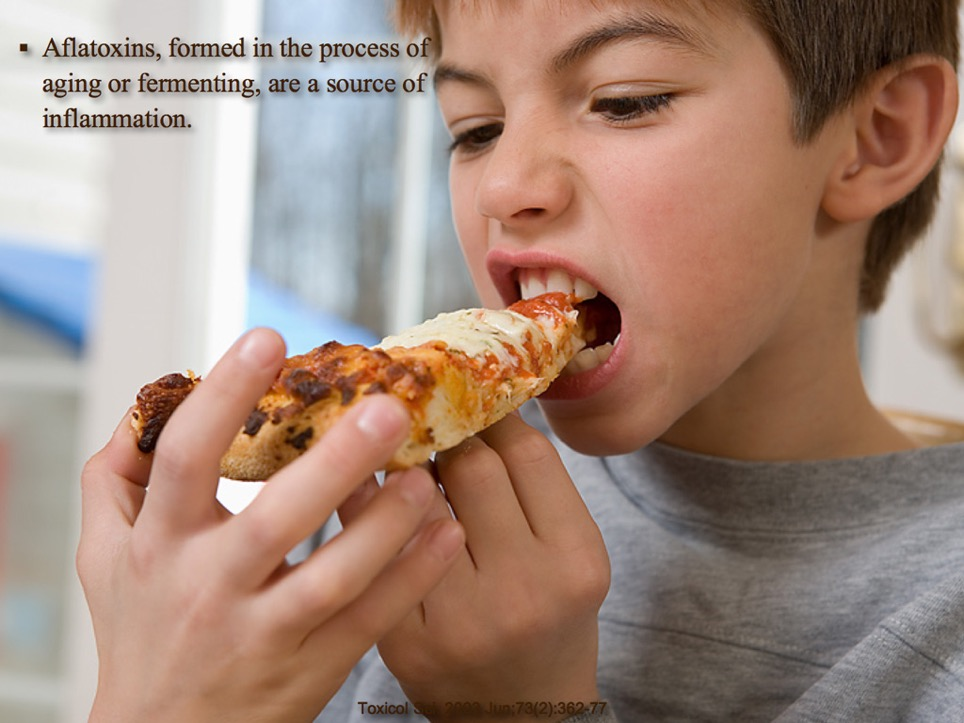 ▪ Aflatoxins, formed in the process of
aging or fermenting, are a source of
inflammation.
Toxicol Jun;73(2):362-77